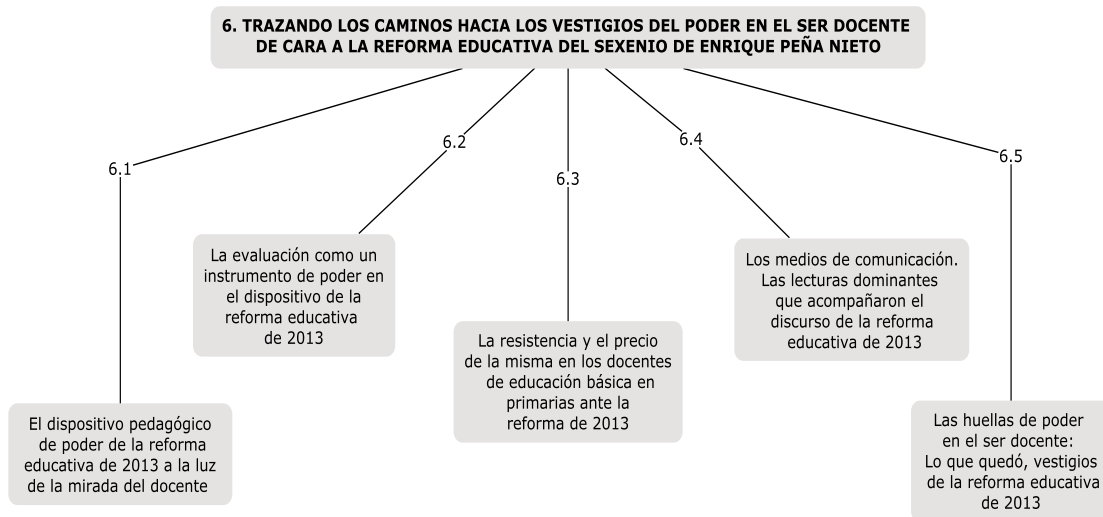 6. TRAZANDO LOS CAMINOS HACIA LOS VESTIGIOS DEL PODER EN EL SER DOCENTE
DE CARA A LA REFORMA EDUCATIVA DEL SEXENIO DE ENRIQUE PEÑA NIETO
6.1
El dispositivo pedagógico
de poder de la reforma
educativa de 2013 a la luz
de la mirada del docente
6.2
La evaluación como un
instrumento de poder en
el dispositivo de la
reforma educativa
de 2013
6.3
La resistencia y el precio
de la misma en los docentes
de educación básica en
primarias ante la
reforma de 2013
6.4
Los medios de comunicación.
Las lecturas dominantes
que acompañaron el
discurso de la reforma
educativa de 2013
6.5
Las huellas de poder
en el ser docente:
Lo que quedó, vestigios
de la reforma educativa
de 2013